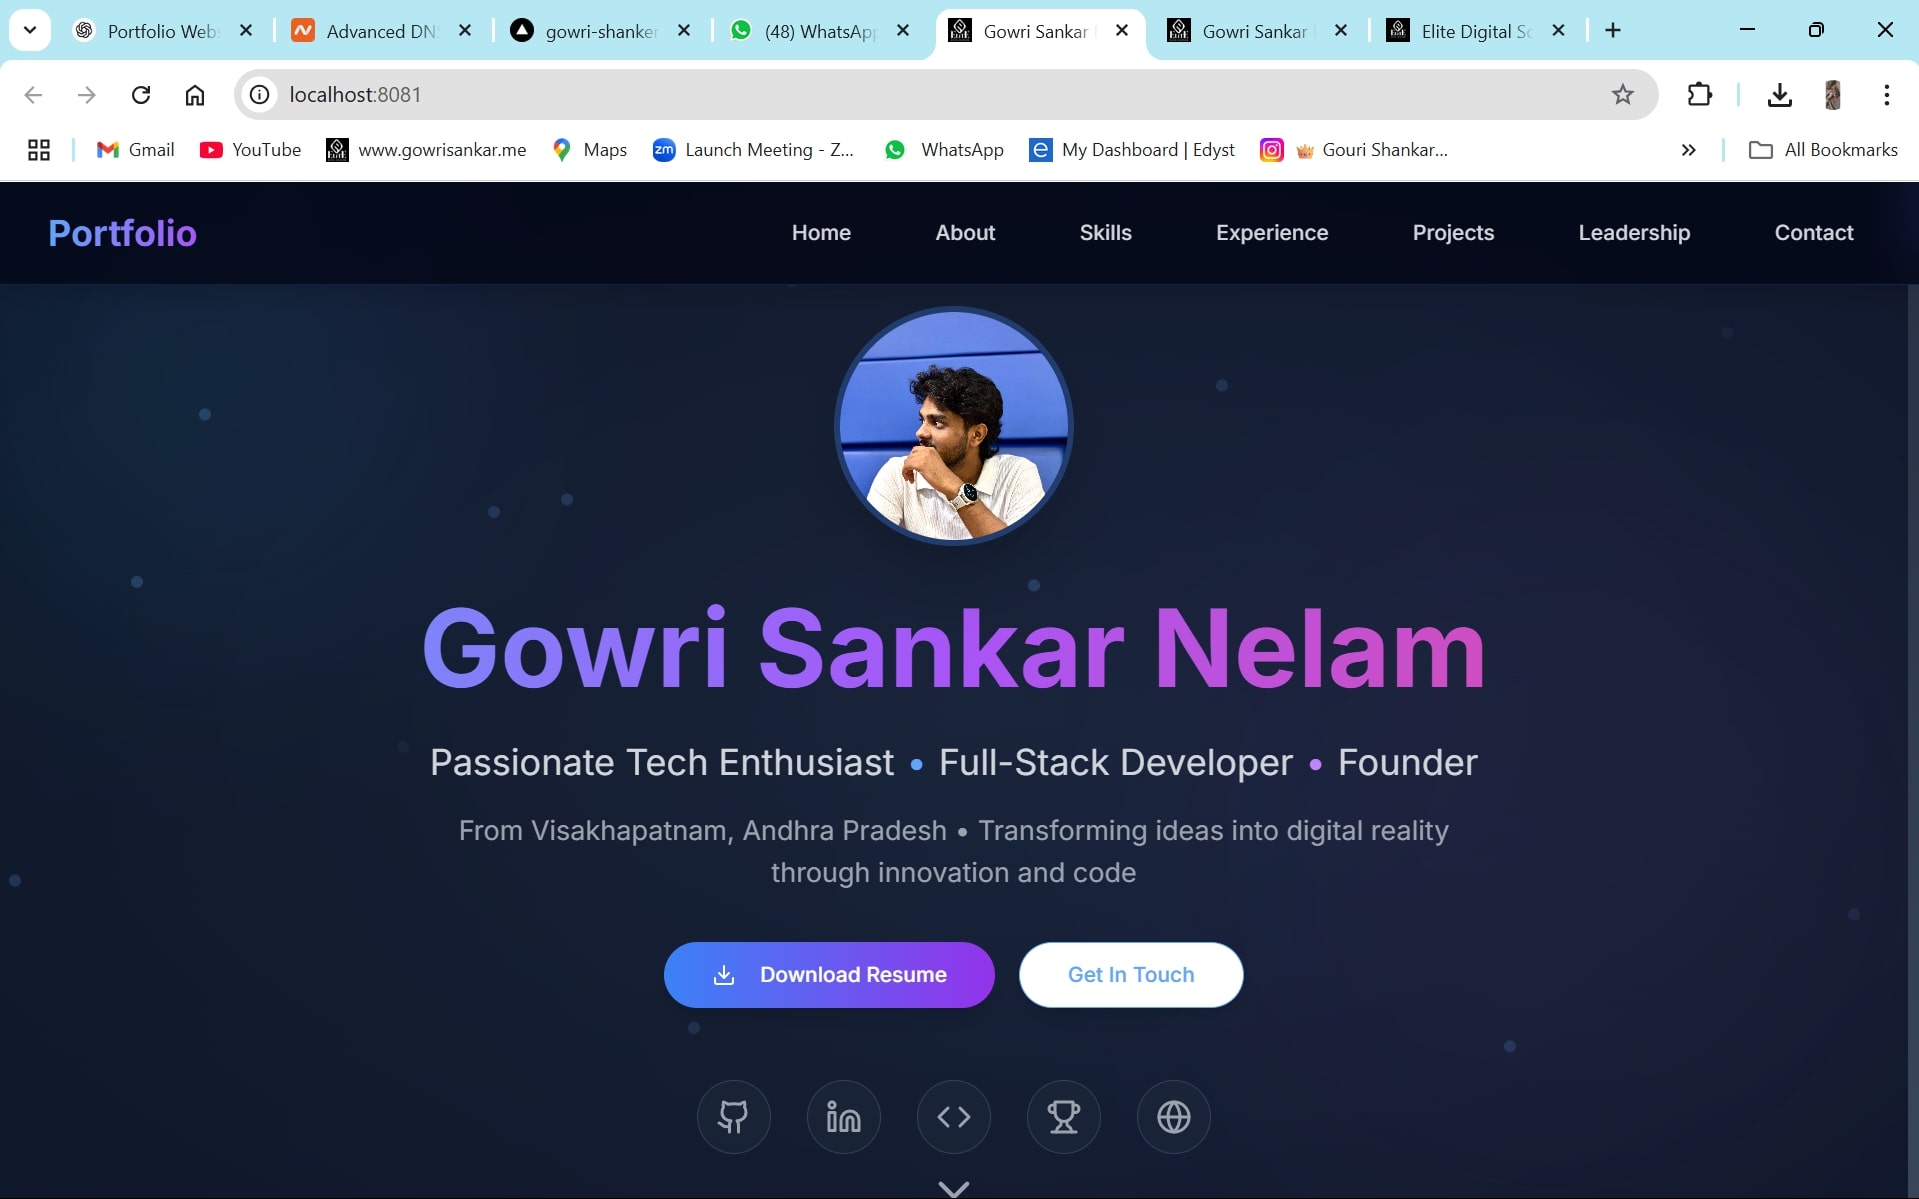 Portfolio Webs
Advanced DN
gowri-shanker
(48) WhatsApp
Gowri Sankar
Gowri Sankar
Elite Digital So
localhost:8081
Gmail
YouTube
www.gowrisankar.me
Maps
zm
Launch Meeting - Z...
WhatsApp
My Dashboard | Edyst
Gouri Shankar...
All Bookmarks
Portfolio
Home
About
Skills
Experience
Projects
Leadership
Contact
Gowri Sankar Nelam
Passionate Tech Enthusiast • Full-Stack Developer • Founder
From Visakhapatnam, Andhra Pradesh • Transforming ideas into digital reality
through innovation and code
Download Resume
Get In Touch